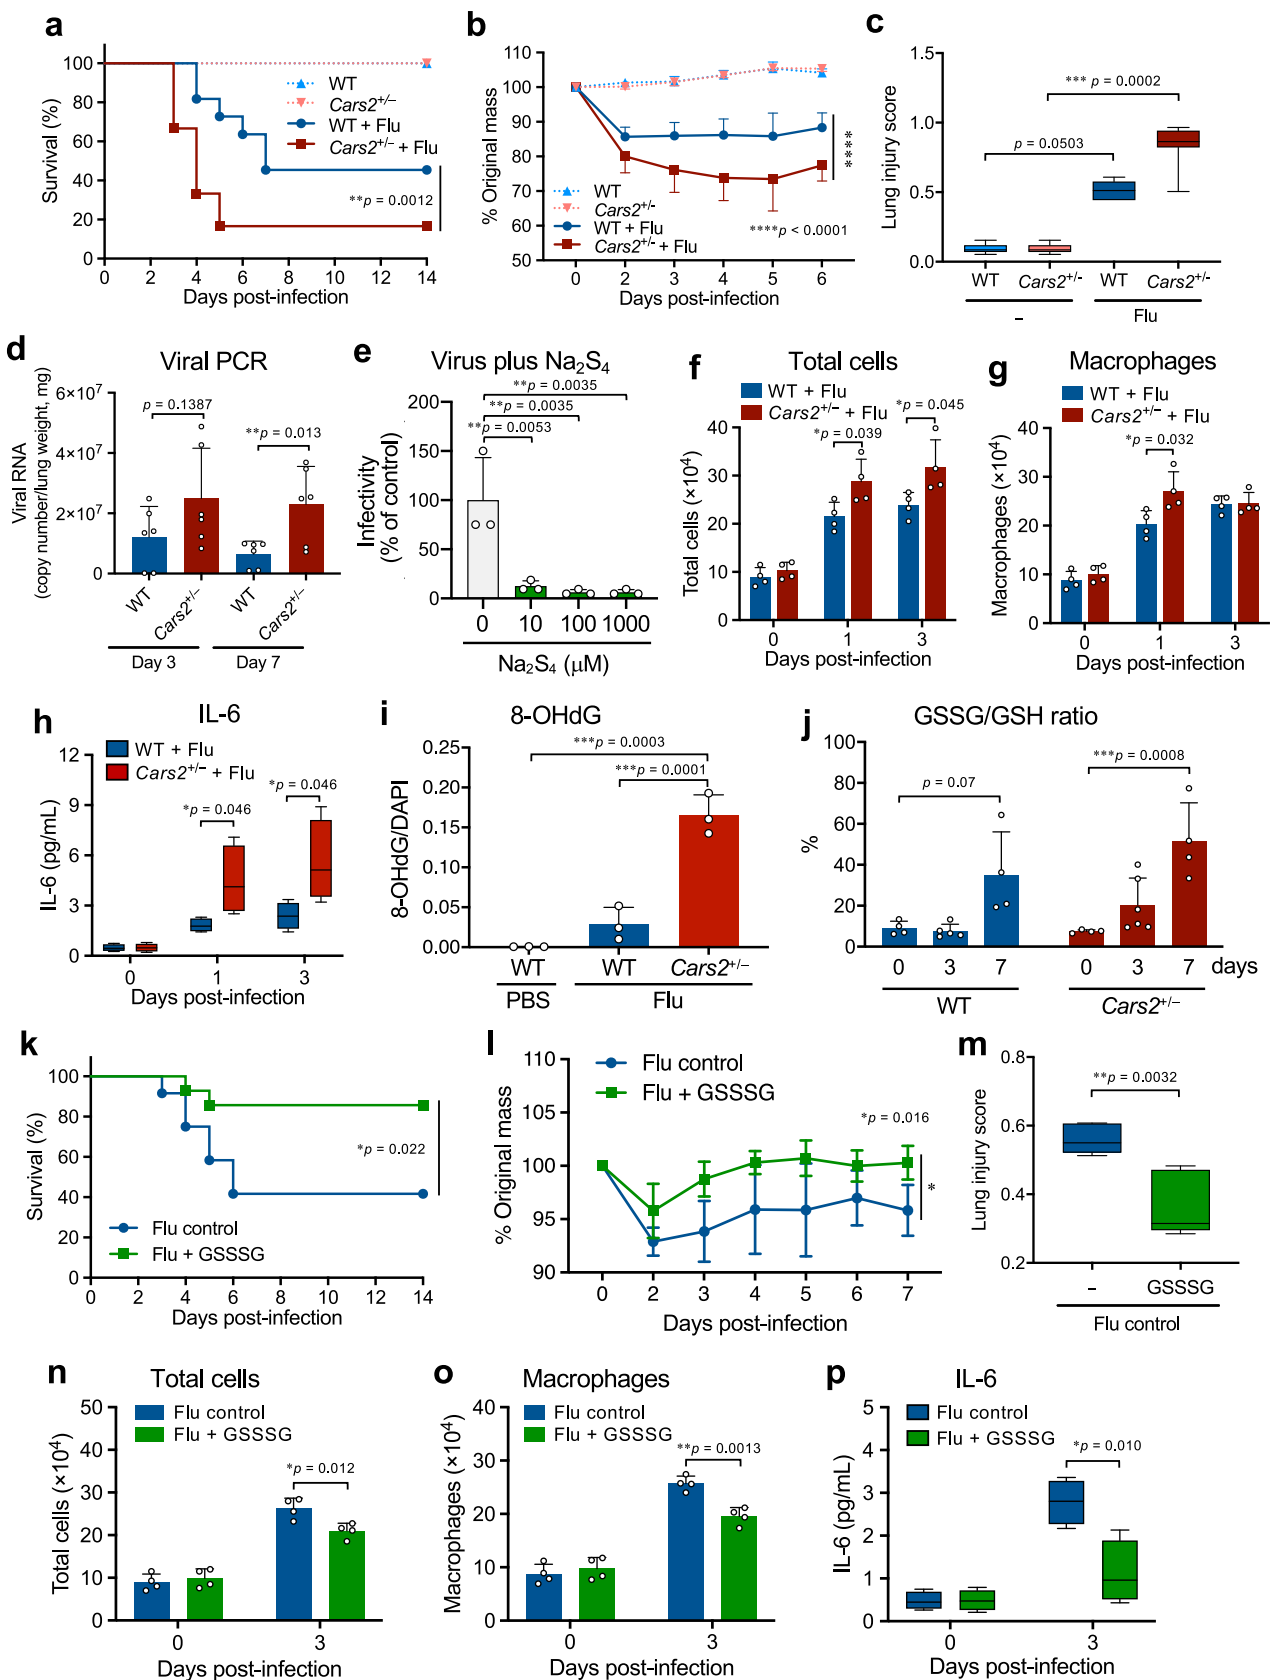 a
Survival (%)
100
80
60
40
20
0
0 2 4 6 8 10 12 14
Days post-infection
WT
Cars2+/–
WT + Flu
Cars2+/– + Flu
**p = 0.0012
b
% Original mass
110
100
90
80
70
60
50
0 2 3 4 5 6
Days post-infection
WT
Cars2+/-
WT + Flu
Cars2+/- + Flu
****
****p < 0.0001
c
Lung injury score
1.5
1.0
0.5
0.0
*** p = 0.0002
p = 0.0503
WT Cars2+/- WT Cars2+/-
– Flu
d
Viral PCR
Viral RNA
(copy number/lung weight, mg)
6×10⁷
4×10⁷
2×10⁷
0
p = 0.1387
**p = 0.013
WT Cars2+/– WT Cars2+/–
Day 3 Day 7
e
Virus plus Na₂S₄
Infectivity
(% of control)
200
150
100
50
0
**p = 0.0035
**p = 0.0035
**p = 0.0053
0 10 100 1000
Na₂S₄ (μM)
f
Total cells
WT + Flu
Cars2+/– + Flu
Total cells (×10⁴)
40
30
20
10
0
*p = 0.039
*p = 0.045
0 1 3
Days post-infection
g
Macrophages
WT + Flu
Cars2+/– + Flu
Macrophages (×10⁴)
40
30
20
10
0
*p = 0.032
0 1 3
Days post-infection
h
IL-6
WT + Flu
Cars2+/– + Flu
IL-6 (pg/mL)
12
9
6
3
0
*p = 0.046
*p = 0.046
0 1 3
Days post-infection
i
8-OHdG
8-OHdG/DAPI
0.25
0.20
0.15
0.10
0.05
0.00
***p = 0.0003
***p = 0.0001
WT WT Cars2+/–
PBS Flu
j
GSSG/GSH ratio
%
100
80
60
40
20
0
p = 0.07
***p = 0.0008
0 3 7 0 3 7 days
WT Cars2+/–
k
Survival (%)
100
80
60
40
20
0
*p = 0.022
Flu control
Flu + GSSSG
0 2 4 6 8 10 12 14
Days post-infection
l
% Original mass
110
105
100
95
90
Flu control
Flu + GSSSG
*p = 0.016
*
0 2 3 4 5 6 7
Days post-infection
m
Lung injury score
0.8
0.6
0.4
0.2
**p = 0.0032
– GSSSG
Flu control
n
Total cells
Flu control
Flu + GSSSG
Total cells (×10⁴)
50
40
30
20
10
0
*p = 0.012
0 3
Days post-infection
o
Macrophages
Flu control
Flu + GSSSG
Macrophages (×10⁴)
40
30
20
10
0
**p = 0.0013
0 3
Days post-infection
p
IL-6
Flu control
Flu + GSSSG
IL-6 (pg/mL)
5
4
3
2
1
0
*p = 0.010
0 3
Days post-infection